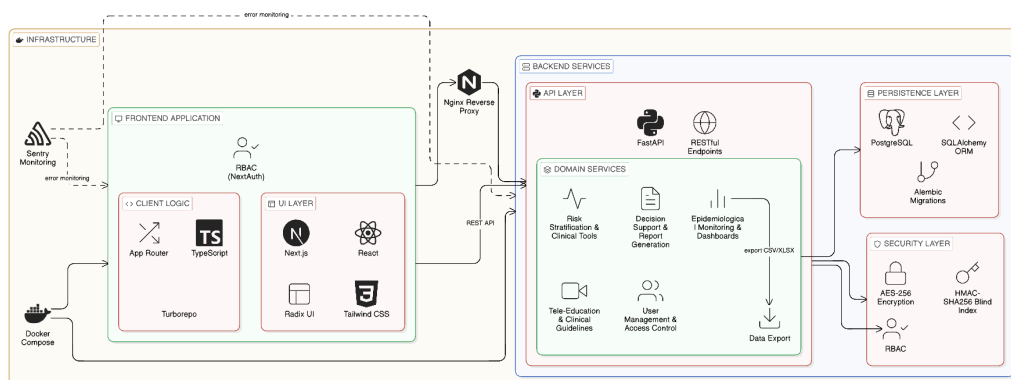 error monitoring
INFRASTRUCTURE
BACKEND SERVICES
Nginx Reverse
Proxy
API LAYER
PERSISTENCE LAYER
FRONTEND APPLICATION
FastAPI
RESTful
Endpoints
PostgreSQL
SQLAlchemy
ORM
Sentry
Monitoring
RBAC
(NextAuth)
error monitoring
DOMAIN SERVICES
Alembic
Migrations
CLIENT LOGIC
UI LAYER
TS
App Router
TypeScript
Next.js
React
REST API
Risk
Stratification &
Clinical Tools
Decision
Support &
Report
Generation
Epidemiologica
l Monitoring &
Dashboards
export CSV/XLSX
SECURITY LAYER
AES-256
Encryption
HMAC-
SHA256 Blind
Index
Turborepo
Radix UI
Tailwind CSS
Docker
Compose
Tele-Education
& Clinical
Guidelines
User
Management &
Access Control
Data Export
RBAC